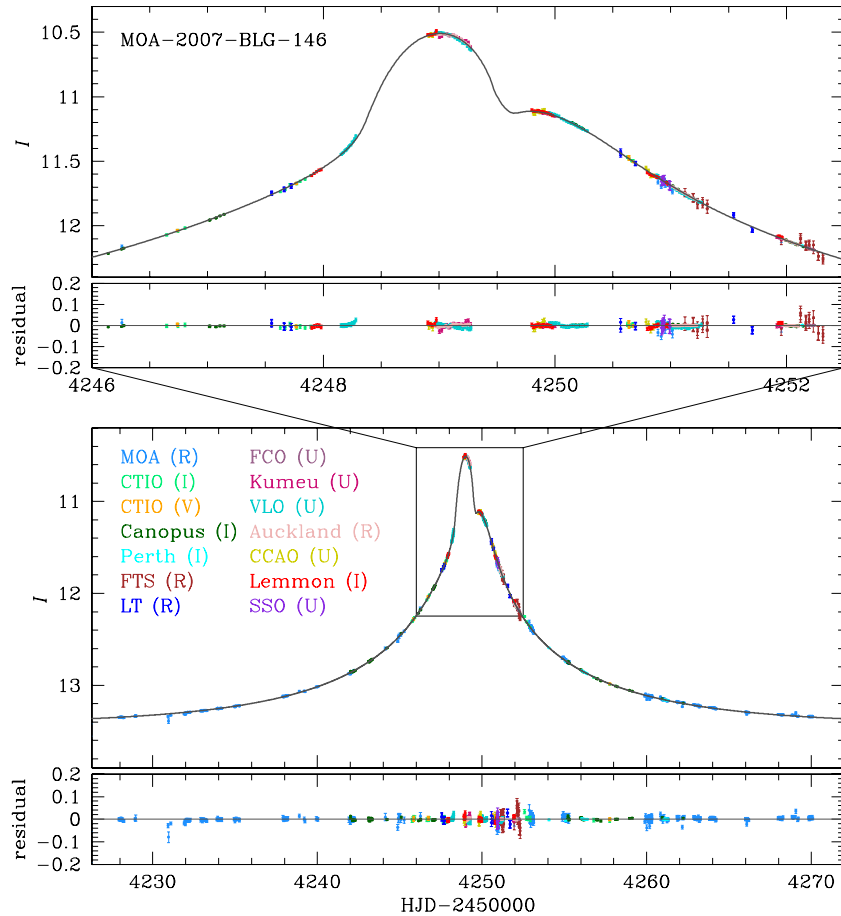 MOA-2007-BLG-146
10.5
11
11.5
12
I
0.2
0.1
0
-0.1
-0.2
residual
4246
4248
4250
4252
11
12
13
I
MOA (R)
CTIO (I)
CTIO (V)
Canopus (I)
Perth (I)
FTS (R)
LT (R)
FCO (U)
Kumeu (U)
VLO (U)
Auckland (R)
CCAO (U)
Lemmon (I)
SSO (U)
0.2
0.1
0
-0.1
-0.2
residual
4230
4240
4250
4260
4270
HJD-2450000